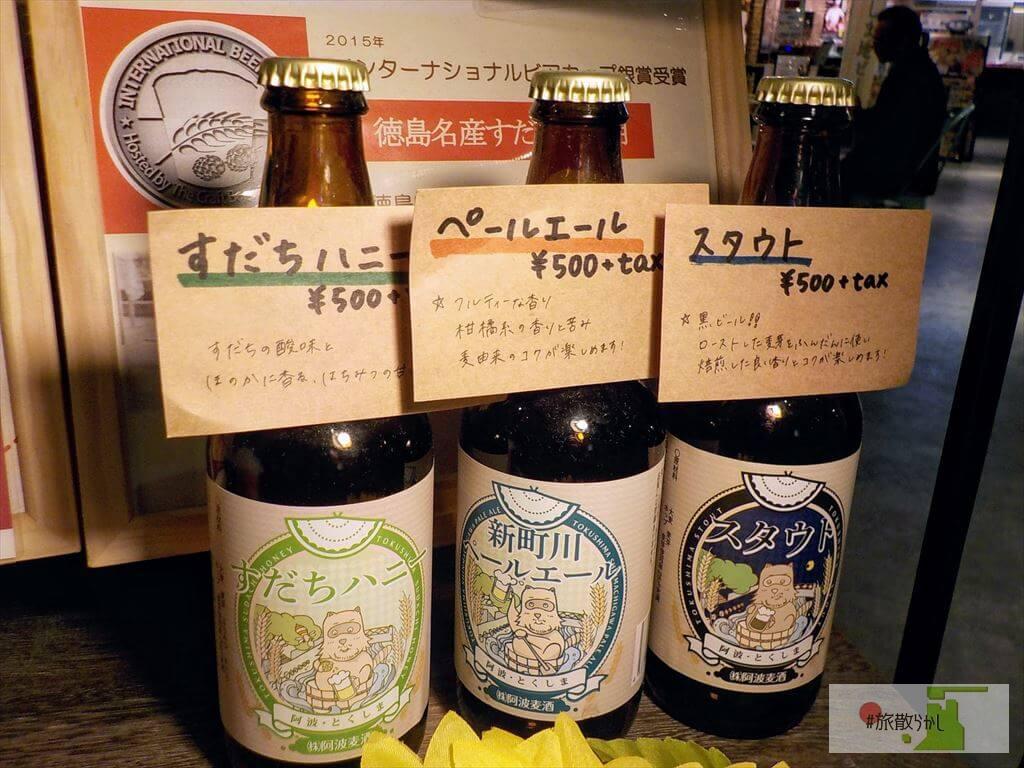 2015年
ンターナショナルビアカップ銀賞受賞
徳島名産すだ
徳島
INTERNATIONAL BEER
Hosted by The Craft
すだちハニー
¥500+
すだちの酸味と
ほのかに香る、はちみつの甘
ペールエール
¥500+tax
☆フルティーな香り
柑橘系の香りと苦み
麦由来のコクが楽しめます!
スタウト
¥500+tax
☆黒ビール!!
ローストした麦芽をふんだんに使い
焙煎した良い香りとコクが楽しめます!
すだちハニー
阿波・とくしま
㈱阿波麦酒
新町川
ペールエール
阿波・とくしま
㈱阿波麦酒
TOKUSHIMA STOUT
スタウト
阿波・とくしま
㈱阿波麦酒
#旅散らかし